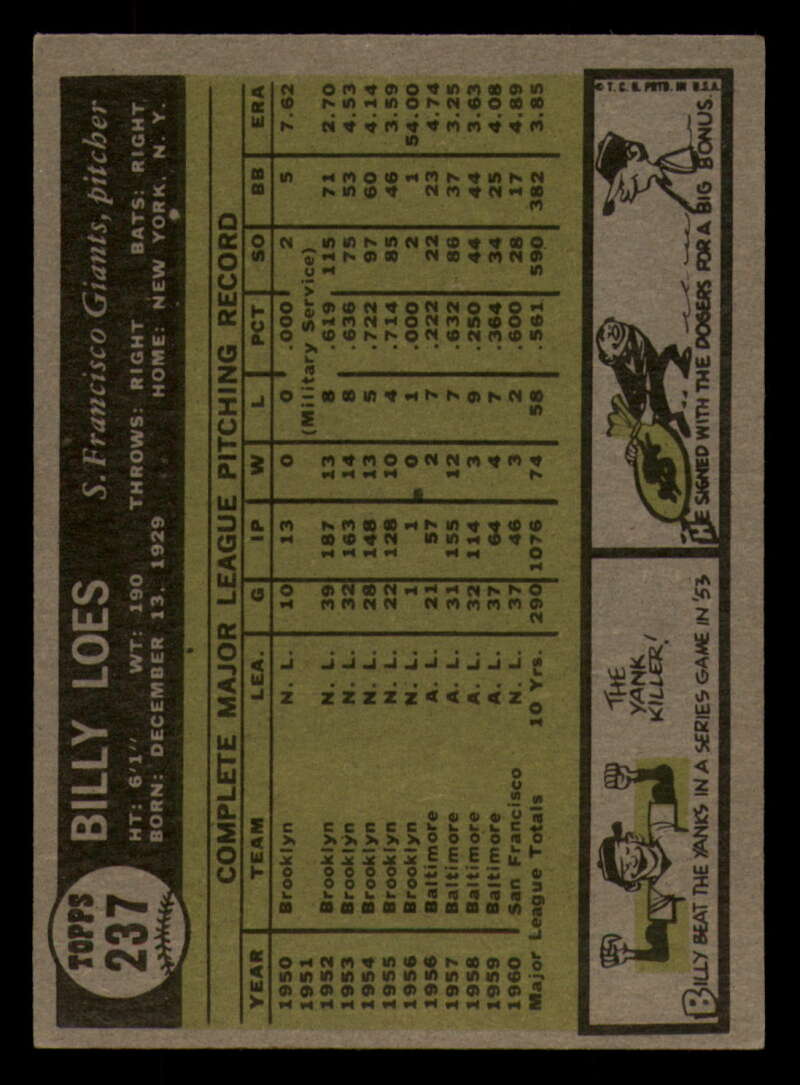 TOPPS
237
BILLY LOES S. Francisco Giants, pitcher
HT: 6'1" WT: 190 THROWS: RIGHT BATS: RIGHT
BORN: DECEMBER 13, 1929 HOME: NEW YORK, N. Y.
COMPLETE MAJOR LEAGUE PITCHING RECORD
YEAR TEAM LEA. G IP W L PCT SO BB ERA
1950 Brooklyn N. L. 10 13 0 0 .000 2 5 7.62
1951 (Military Service)
1952 Brooklyn N. L. 39 187 13 8 .619 115 71 2.70
1953 Brooklyn N. L. 32 163 14 8 .636 75 53 4.53
1954 Brooklyn N. L. 28 148 13 5 .722 97 60 4.14
1955 Brooklyn N. L. 22 128 10 4 .714 85 46 3.59
1956 Brooklyn N. L. 1 1 0 1 .000 2 1 54.00
1956 Baltimore A. L. 21 57 2 7 .222 22 23 4.74
1957 Baltimore A. L. 31 155 12 7 .632 86 37 3.25
1958 Baltimore A. L. 32 114 3 9 .250 44 44 3.63
1959 Baltimore A. L. 37 64 4 7 .364 34 25 4.08
1960 San Francisco N. L. 37 46 3 2 .600 28 17 4.89
Major League Totals 10 Yrs. 290 1076 74 58 .561 590 382 3.85
THE
YANK
KILLER!
BILLY BEAT THE YANKS IN A SERIES GAME IN '53
© T. C. G. PRTD. IN U.S.A.
HE SIGNED WITH THE DOGERS FOR A BIG BONUS.